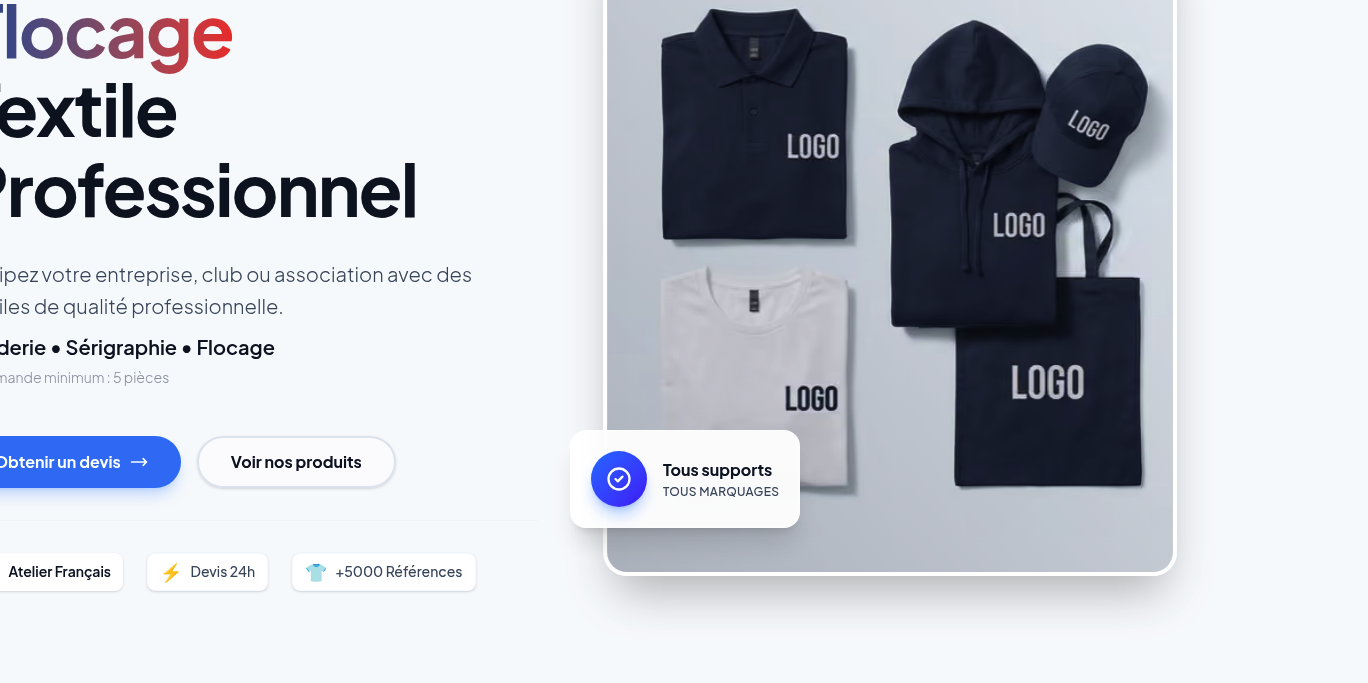 locage
extile
Professionnel
ipez votre entreprise, club ou association avec des
iles de qualité professionnelle.
derie • Sérigraphie • Flocage
mande minimum : 5 pièces
Obtenir un devis →
Voir nos produits
Atelier Français
⚡ Devis 24h
👕 +5000 Références
LOGO
LOGO
LOGO
LOGO
LOGO
Tous supports
TOUS MARQUAGES